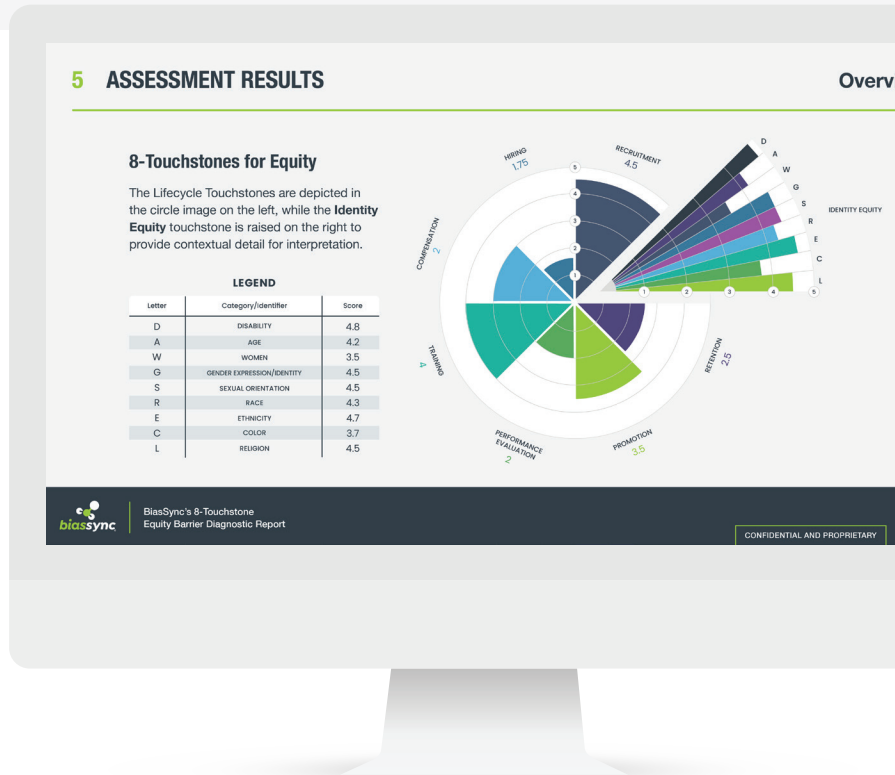 5 ASSESSMENT RESULTS
Overv
8-Touchstones for Equity
The Lifecycle Touchstones are depicted in
the circle image on the left, while the Identity
Equity touchstone is raised on the right to
provide contextual detail for interpretation.
LEGEND
Letter Category/Identifier Score
D DISABILITY 4.8
A AGE 4.2
W WOMEN 3.5
G GENDER EXPRESSION/IDENTITY 4.5
S SEXUAL ORIENTATION 4.5
R RACE 4.3
E ETHNICITY 4.7
C COLOR 3.7
L RELIGION 4.5
HIRING
1.75
RECRUITMENT
4.5
COMPENSATION
2
TRAINING
4
PERFORMANCE
EVALUATION
2
PROMOTION
3.5
RETENTION
2.5
5
4
3
2
1
1 2 3 4 5
D
A
W
G
S
R
E
C
L
IDENTITY EQUITY
biassync
BiasSync's 8-Touchstone
Equity Barrier Diagnostic Report
CONFIDENTIAL AND PROPRIETARY